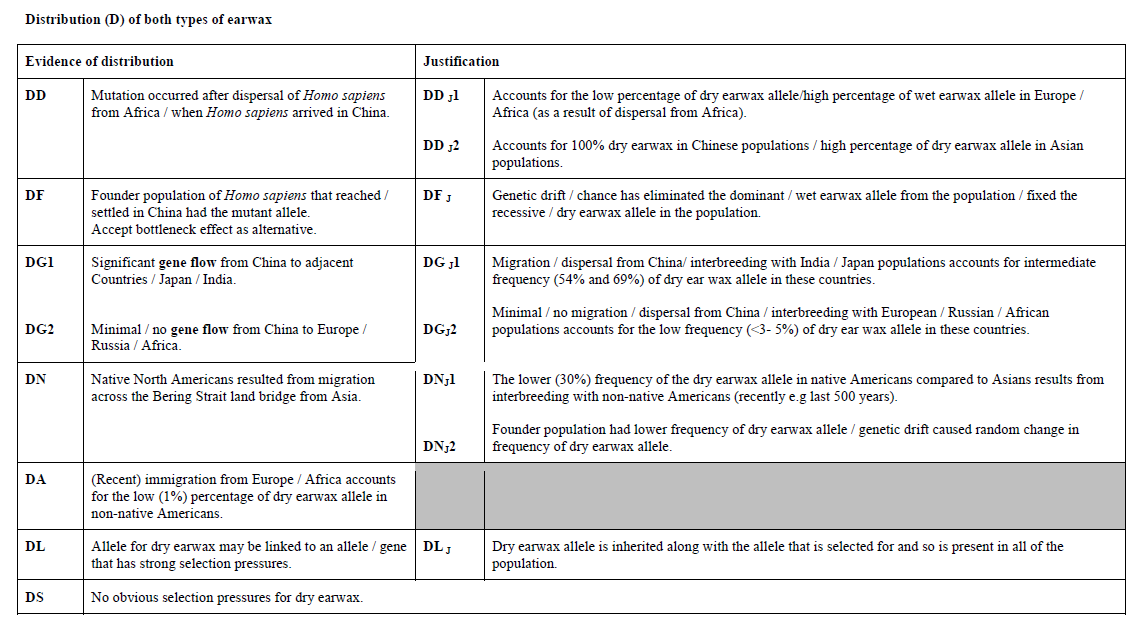 Distribution (D) of both types of earwax
Evidence of distribution
Justification
DD
Mutation occurred after dispersal of Homo sapiens
from Africa / when Homo sapiens arrived in China.
DD J1
Accounts for the low percentage of dry earwax allele/high percentage of wet earwax allele in Europe /
Africa (as a result of dispersal from Africa).
DD J2
Accounts for 100% dry earwax in Chinese populations / high percentage of dry earwax allele in Asian
populations.
DF
Founder population of Homo sapiens that reached /
settled in China had the mutant allele.
Accept bottleneck effect as alternative.
DF J
Genetic drift / chance has eliminated the dominant / wet earwax allele from the population / fixed the
recessive / dry earwax allele in the population.
DG1
Significant gene flow from China to adjacent
Countries / Japan / India.
DG J1
Migration / dispersal from China/ interbreeding with India / Japan populations accounts for intermediate
frequency (54% and 69%) of dry ear wax allele in these countries.
DG2
Minimal / no gene flow from China to Europe /
Russia / Africa.
DGJ2
Minimal / no migration / dispersal from China / interbreeding with European / Russian / African
populations accounts for the low frequency (<3- 5%) of dry ear wax allele in these countries.
DN
Native North Americans resulted from migration
across the Bering Strait land bridge from Asia.
DNJ1
The lower (30%) frequency of the dry earwax allele in native Americans compared to Asians results from
interbreeding with non-native Americans (recently e.g last 500 years).
DNJ2
Founder population had lower frequency of dry earwax allele / genetic drift caused random change in
frequency of dry earwax allele.
DA
(Recent) immigration from Europe / Africa accounts
for the low (1%) percentage of dry earwax allele in
non-native Americans.
DL
Allele for dry earwax may be linked to an allele / gene
that has strong selection pressures.
DL J
Dry earwax allele is inherited along with the allele that is selected for and so is present in all of the
population.
DS
No obvious selection pressures for dry earwax.